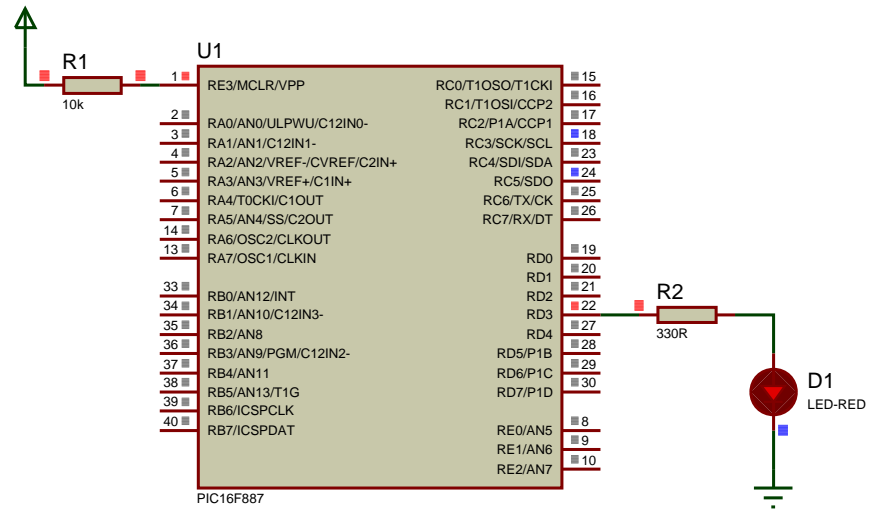 R1
10k
U1
1 RE3/MCLR/VPP
2 RA0/AN0/ULPWU/C12IN0-
3 RA1/AN1/C12IN1-
4 RA2/AN2/VREF-/CVREF/C2IN+
5 RA3/AN3/VREF+/C1IN+
6 RA4/T0CKI/C1OUT
7 RA5/AN4/SS/C2OUT
14 RA6/OSC2/CLKOUT
13 RA7/OSC1/CLKIN
33 RB0/AN12/INT
34 RB1/AN10/C12IN3-
35 RB2/AN8
36 RB3/AN9/PGM/C12IN2-
37 RB4/AN11
38 RB5/AN13/T1G
39 RB6/ICSPCLK
40 RB7/ICSPDAT
RC0/T1OSO/T1CKI 15
RC1/T1OSI/CCP2 16
RC2/P1A/CCP1 17
RC3/SCK/SCL 18
RC4/SDI/SDA 23
RC5/SDO 24
RC6/TX/CK 25
RC7/RX/DT 26
RD0 19
RD1 20
RD2 21
RD3 22
RD4 27
RD5/P1B 28
RD6/P1C 29
RD7/P1D 30
RE0/AN5 8
RE1/AN6 9
RE2/AN7 10
PIC16F887
R2
330R
D1
LED-RED